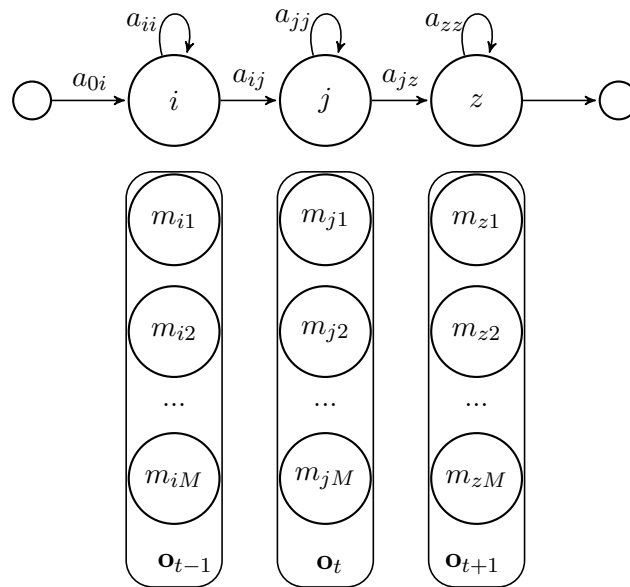 a_{ii} a_{jj} a_{zz}
a_{0i} a_{ij} a_{jz}
i j z
m_{i1} m_{j1} m_{z1}
m_{i2} m_{j2} m_{z2}
... ... ...
m_{iM} m_{jM} m_{zM}
o_{t−1} o_t o_{t+1}